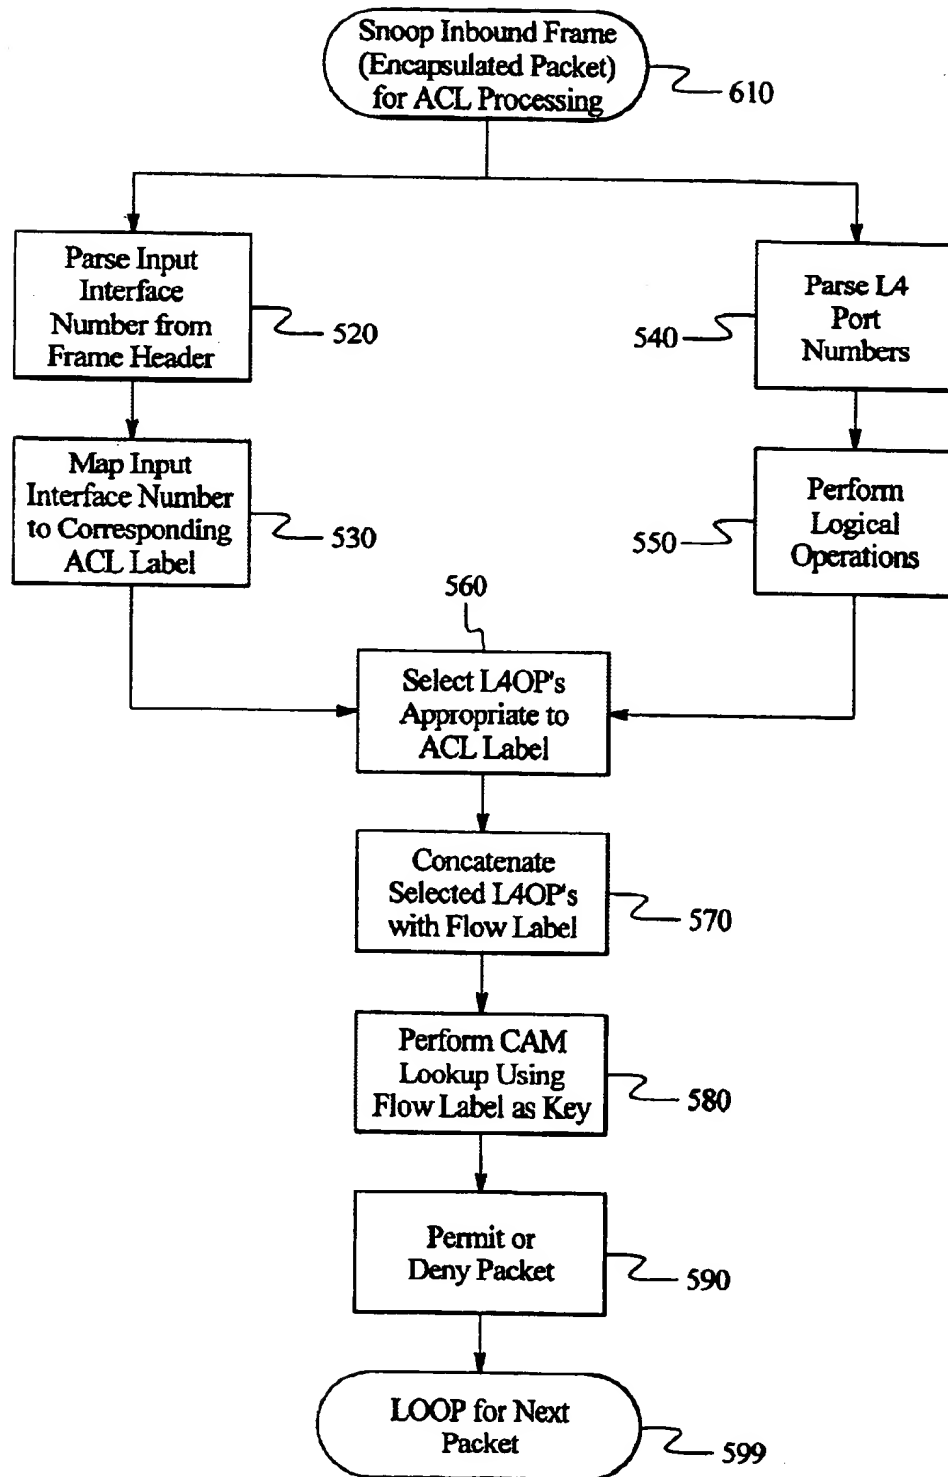 Snoop Inbound Frame
(Encapsulated Packet)
for ACL Processing
610
Parse Input
Interface
Number from
Frame Header
520
Parse L4
Port
Numbers
540
Map Input
Interface Number
to Corresponding
ACL Label
530
Perform
Logical
Operations
550
560
Select L4OP's
Appropriate to
ACL Label
Concatenate
Selected L4OP's
with Flow Label
570
Perform CAM
Lookup Using
Flow Label as Key
580
Permit or
Deny Packet
590
LOOP for Next
Packet
599